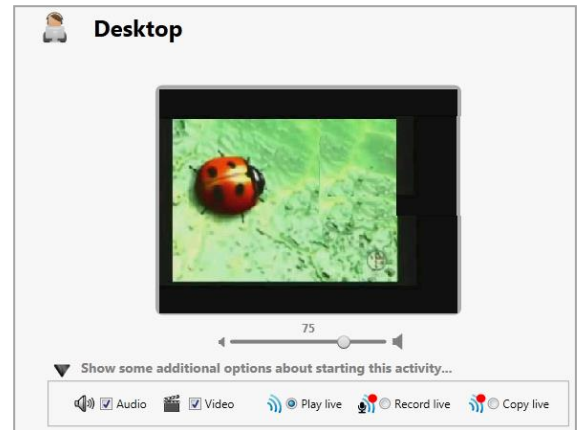 Desktop
75
Show some additional options about starting this activity...
Audio Video Play live Record live Copy live